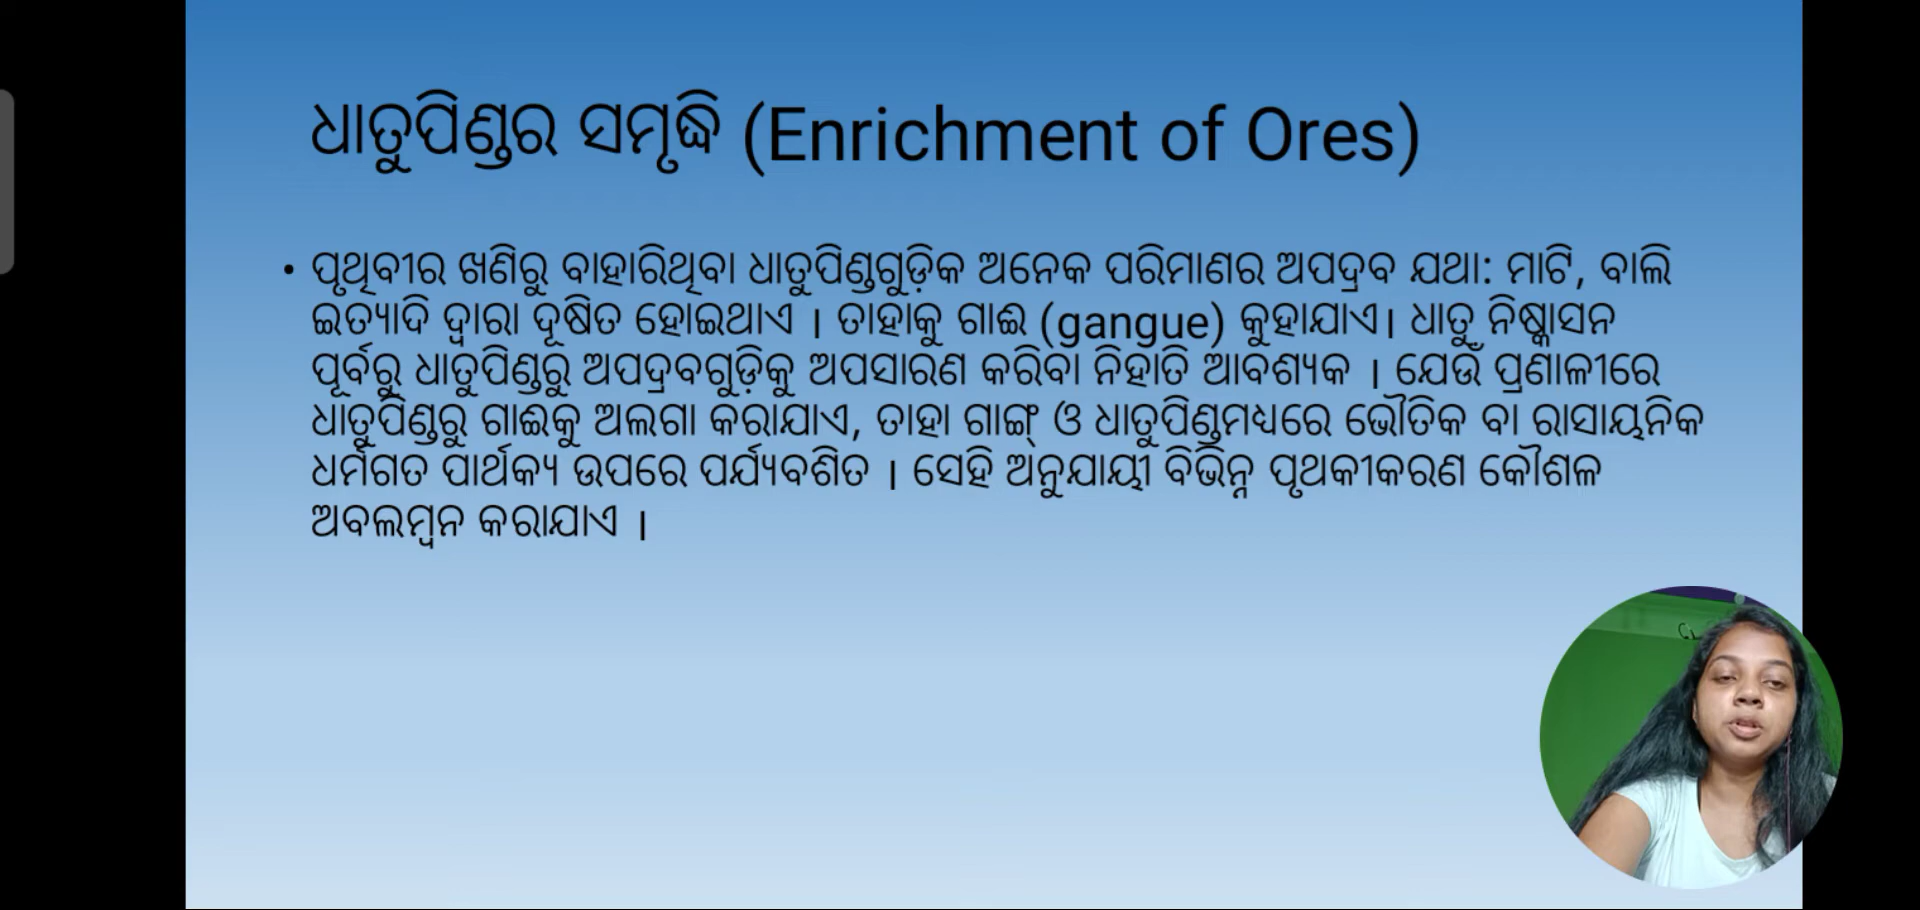 ଧାତୁପିଣ୍ଡର ସମୃଦ୍ଧି (Enrichment of Ores)
• ପୃଥିବୀର ଖଣିରୁ ବାହାରିଥିବା ଧାତୁପିଣ୍ଡଗୁଡ଼ିକ ଅନେକ ପରିମାଣର ଅପଦ୍ରବ ଯଥା: ମାଟି, ବାଲି
ଇତ୍ୟାଦି ଦ୍ୱାରା ଦୂଷିତ ହୋଇଥାଏ । ତାହାକୁ ଗାଈ (gangue) କୁହାଯାଏ। ଧାତୁ ନିଷ୍କାସନ
ପୂର୍ବରୁ ଧାତୁପିଣ୍ଡରୁ ଅପଦ୍ରବଗୁଡ଼ିକୁ ଅପସାରଣ କରିବା ନିହାତି ଆବଶ୍ୟକ । ଯେଉଁ ପ୍ରଣାଳୀରେ
ଧାତୁପିଣ୍ଡରୁ ଗାଈକୁ ଅଲଗା କରାଯାଏ, ତାହା ଗାଙ୍ଗ୍ ଓ ଧାତୁପିଣ୍ଡମଧ୍ୟରେ ଭୌତିକ ବା ରାସାୟନିକ
ଧର୍ମଗତ ପାର୍ଥକ୍ୟ ଉପରେ ପର୍ଯ୍ୟବଶିତ । ସେହି ଅନୁଯାୟୀ ବିଭିନ୍ନ ପୃଥକୀକରଣ କୌଶଳ
ଅବଲମ୍ବନ କରାଯାଏ ।